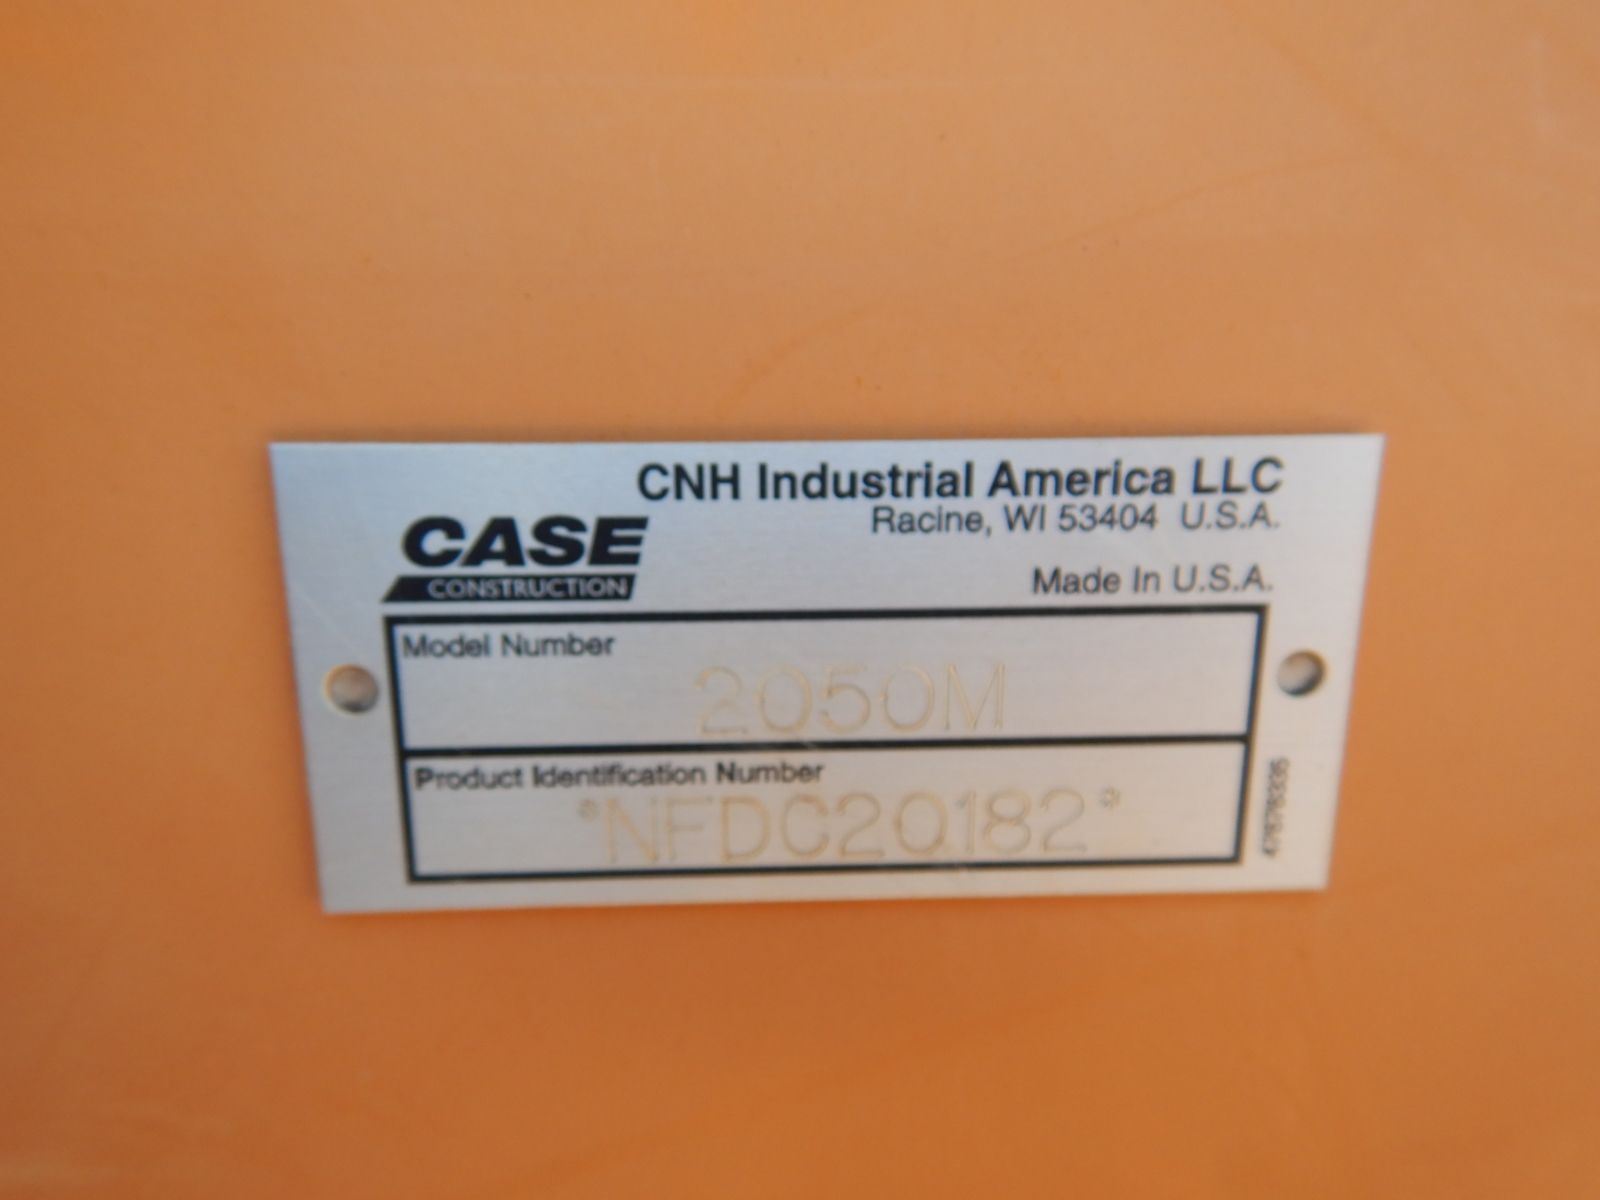 CNH Industrial America LLC
Racine, WI 53404 U.S.A.
CASE
CONSTRUCTION
Made In U.S.A.
Model Number
2050M
Product Identification Number
*NFDC20182*